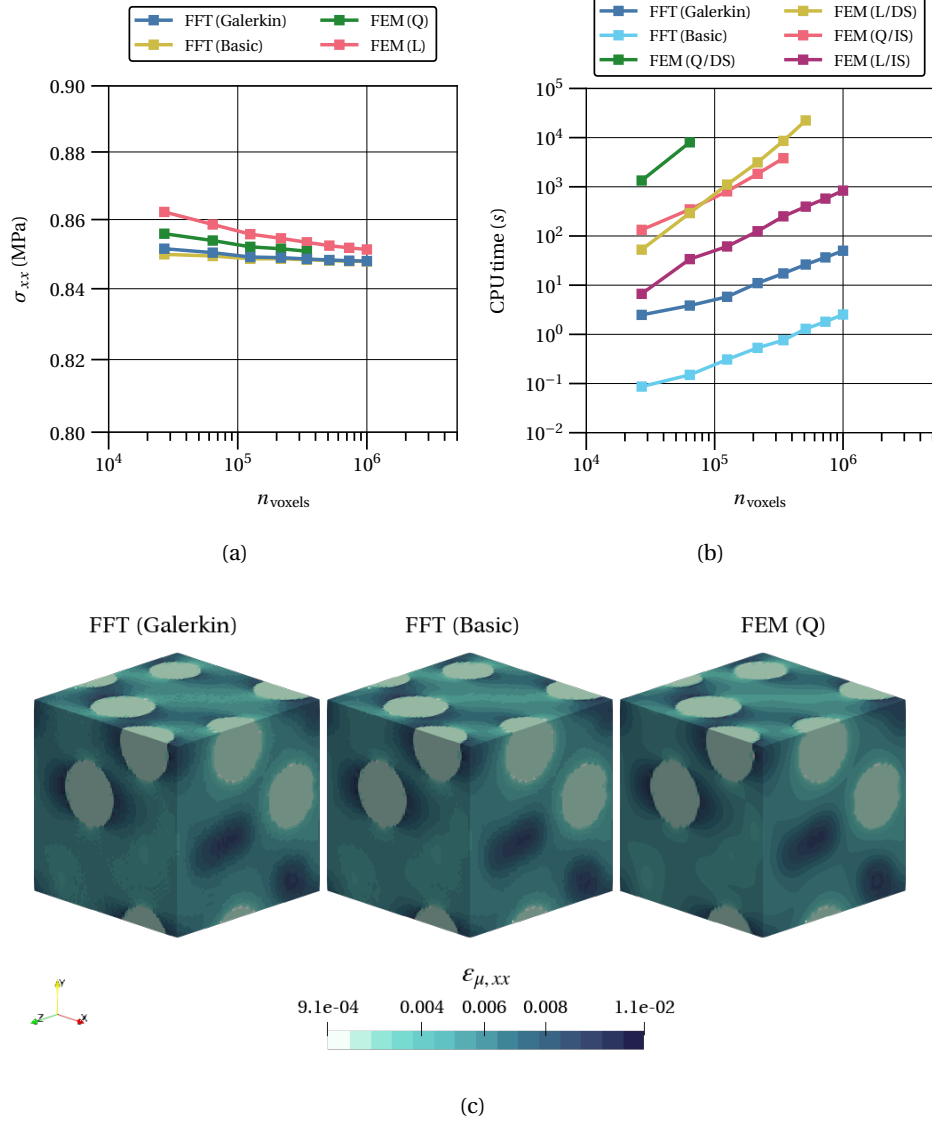 FFT (Galerkin) FEM (Q)
FFT (Basic) FEM (L)
0.90
0.88
0.86
0.84
0.82
0.80
σxx (MPa)
10^4 10^5 10^6
n_voxels
(a)
FFT (Galerkin) FEM (L/DS)
FFT (Basic) FEM (Q/IS)
FEM (Q/DS) FEM (L/IS)
10^5
10^4
10^3
10^2
10^1
10^0
10^−1
10^−2
CPU time (s)
10^4 10^5 10^6
n_voxels
(b)
FFT (Galerkin) FFT (Basic) FEM (Q)
Y
Z X
εμ,xx
9.1e-04 0.004 0.006 0.008 1.1e-02
(c)